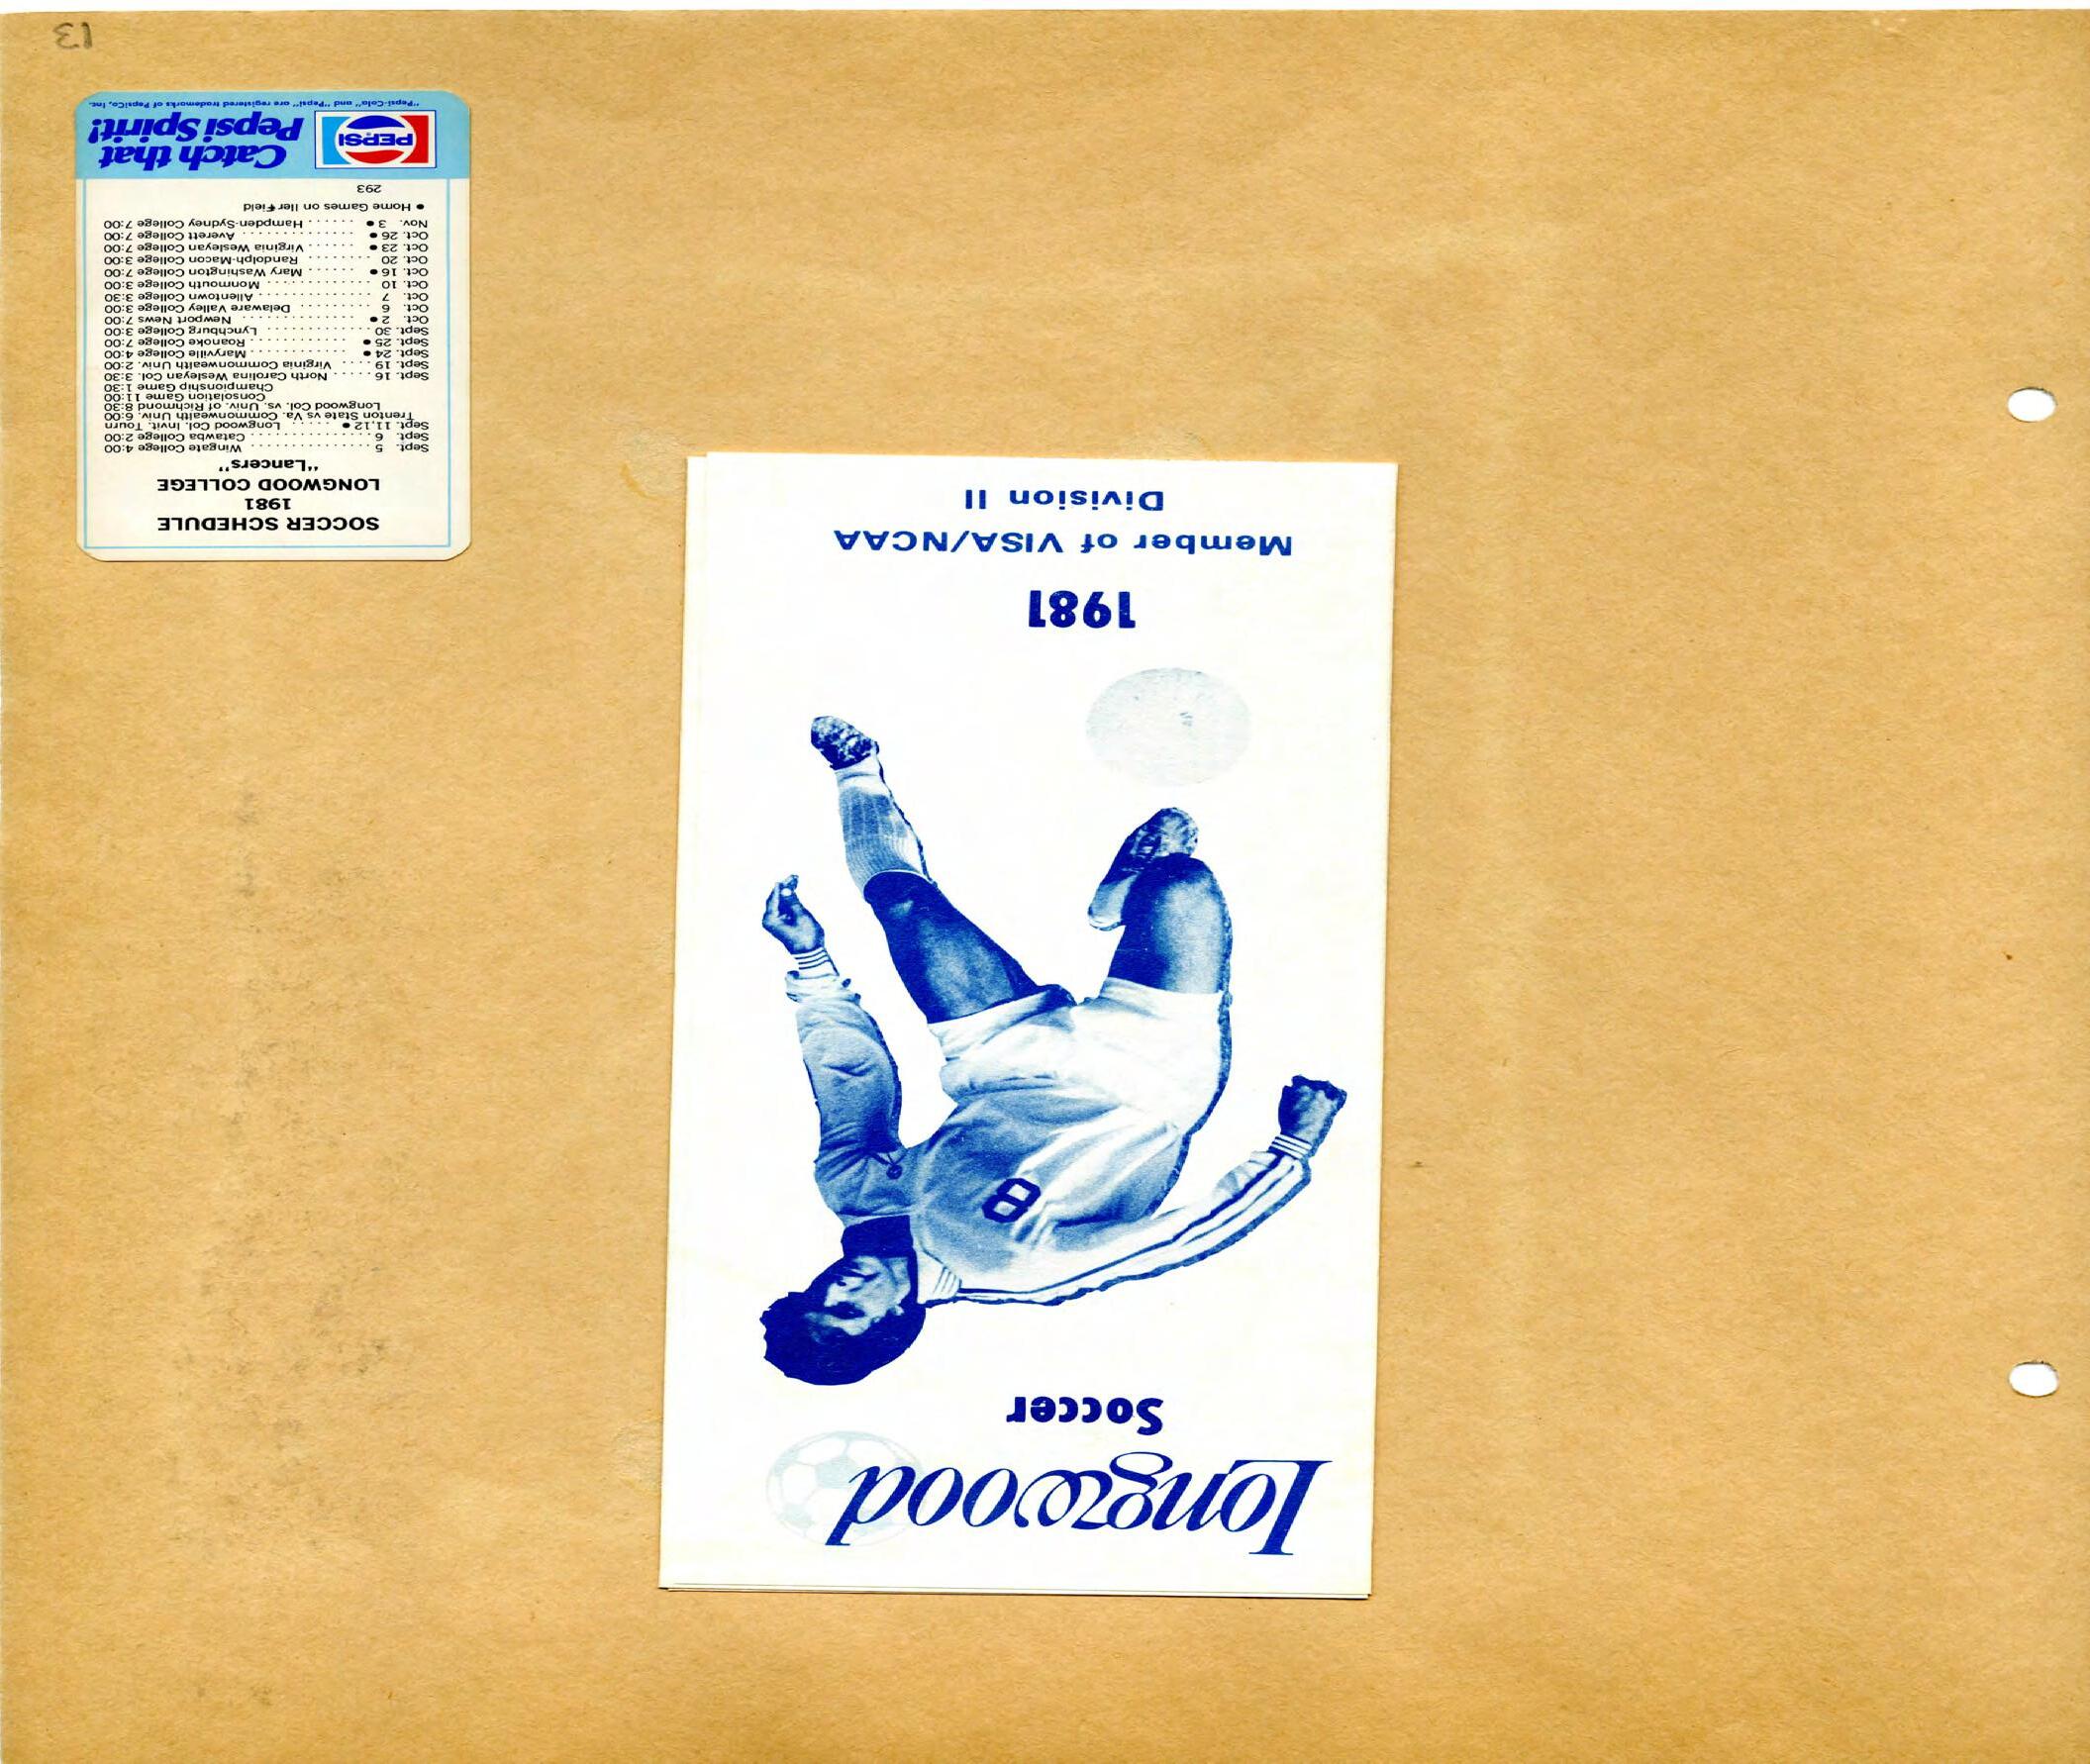 Longwood
Soccer
8
1981
Member of VISA/NCAA
Division II
SOCCER SCHEDULE
1981
LONGWOOD COLLEGE
"Lancers"
Sept. 5 . . . . . . . . . . . . . . . Wingate College 4:00
Sept. 6 . . . . . . . . . . . . . . . Catawba College 2:00
Sept. 11,12 ● . . . . . . Longwood Col. Invit. Tourn
Trenton State vs Va. Commonwealth Univ. 6:00
Longwood Col. vs. Univ. of Richmond 8:30
Consolation Game 11:00
Championship Game 1:30
Sept. 16 . . . . . North Carolina Wesleyan Col. 3:30
Sept. 19 . . . . Virginia Commonwealth Univ. 2:00
Sept. 24 ● . . . . . . . . . . . . . Maryville College 4:00
Sept. 25 ● . . . . . . . . . . . . . Roanoke College 7:00
Sept. 30 . . . . . . . . . . . . . . Lynchburg College 3:00
Oct. 2 ● . . . . . . . . . . . . . . . Newport News 7:00
Oct. 6 . . . . . . . . . . Delaware Valley College 3:00
Oct. 7 . . . . . . . . . . . . . . . Allentown College 3:30
Oct. 10 . . . . . . . . . . . . . . Monmouth College 3:00
Oct. 16 ● . . . . . . . Mary Washington College 7:00
Oct. 20 . . . . . . . . . Randolph-Macon College 3:00
Oct. 23 ● . . . . . . . Virginia Wesleyan College 7:00
Oct. 26 ● . . . . . . . . . . . . . . . Averett College 7:00
Nov. 3 ● . . . . . . . Hampden-Sydney College 7:00
● Home Games on Iler Field
293
PEPSI
Catch that
Pepsi Spirit!
"Pepsi-Cola" and "Pepsi" are registered trademarks of PepsiCo, Inc.
13